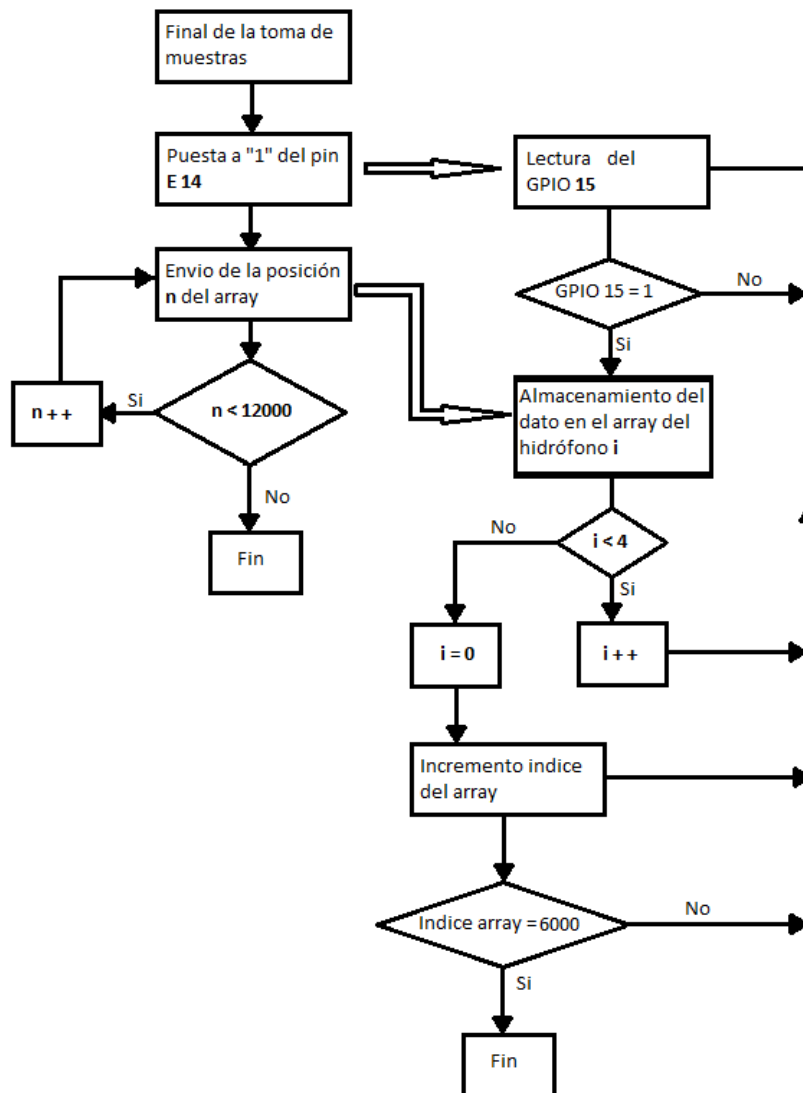 Final de la toma de
muestras
Puesta a "1" del pin
E 14
Lectura del
GPIO 15
Envio de la posición
n del array
GPIO 15 = 1
No
Si
n + +
Si
n < 12000
Almacenamiento del
dato en el array del
hidrófono i
No
Fin
No
i < 4
Si
i = 0
i + +
Incremento indice
del array
Indice array = 6000
No
Si
Fin